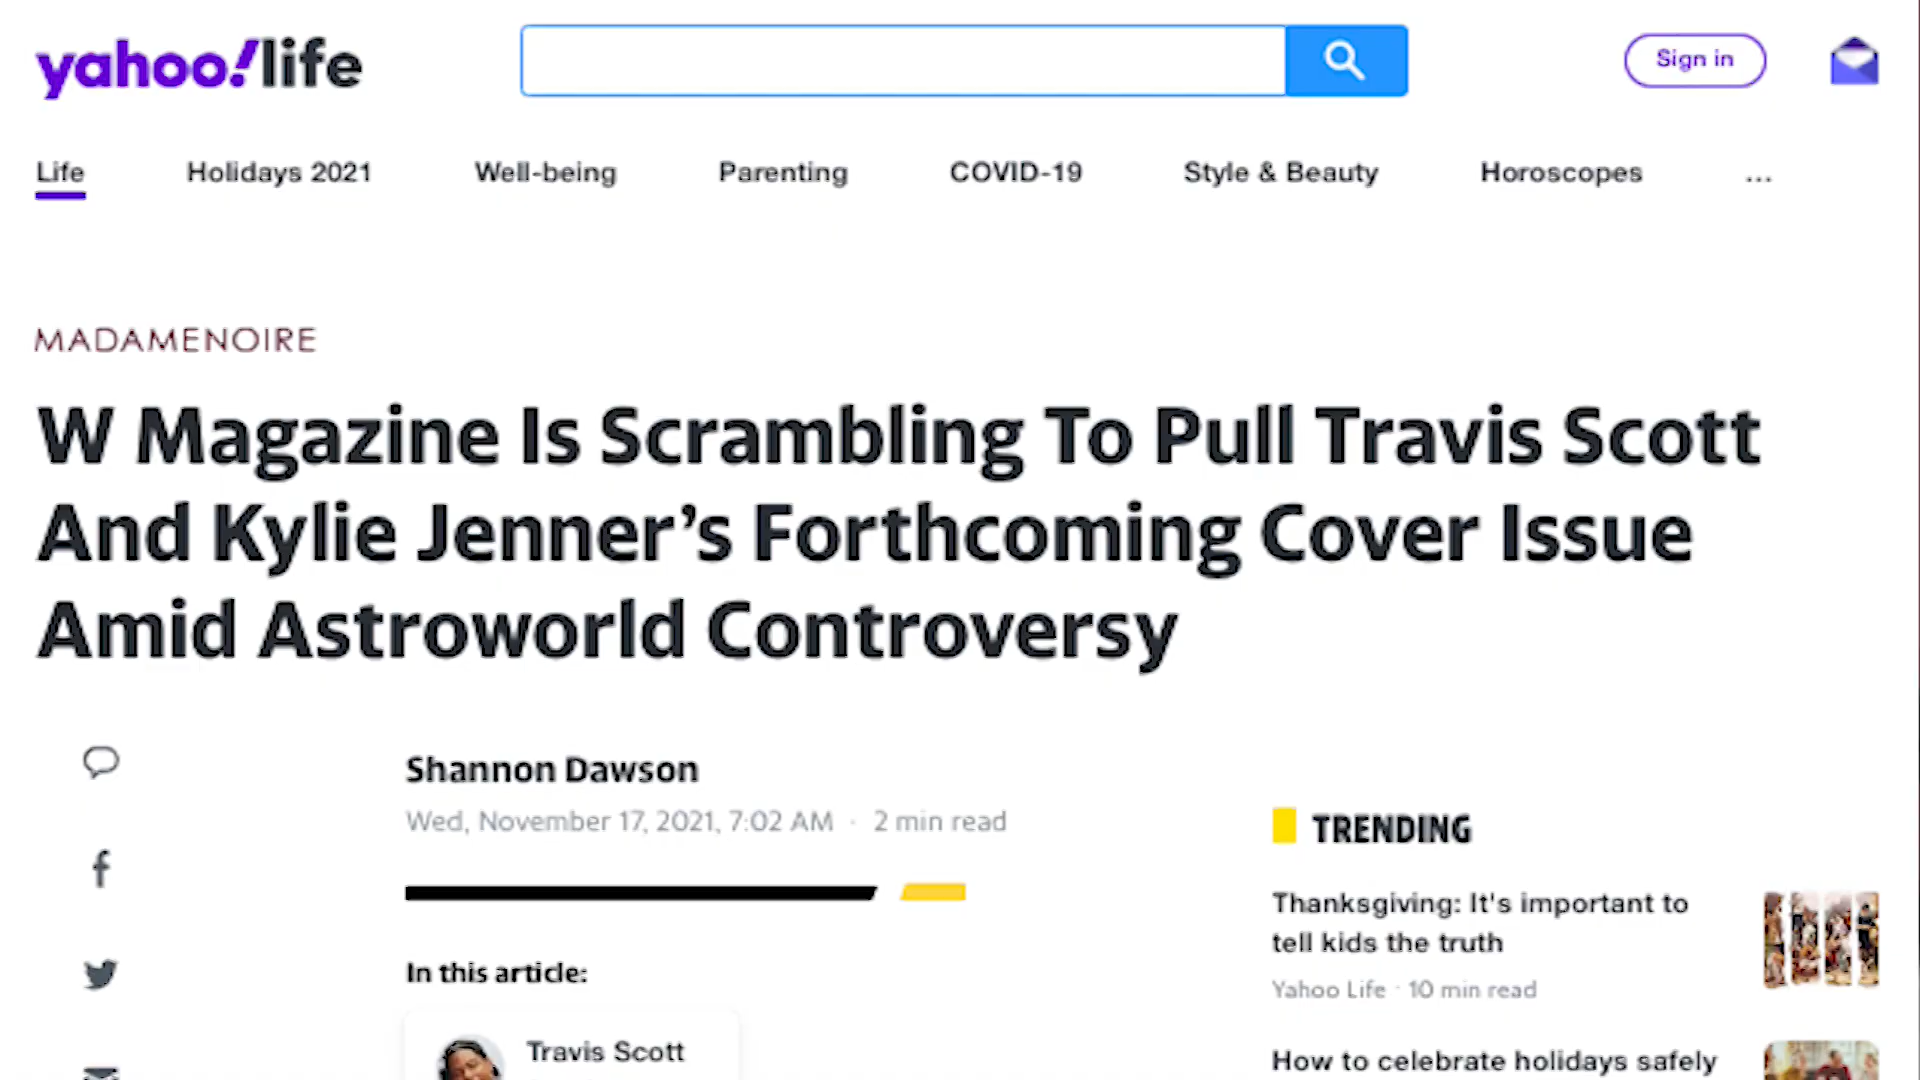 yahoo!life
Sign in
Life Holidays 2021 Well-being Parenting COVID-19 Style & Beauty Horoscopes ...
MADAMENOIRE
W Magazine Is Scrambling To Pull Travis Scott
And Kylie Jenner’s Forthcoming Cover Issue
Amid Astroworld Controversy
Shannon Dawson
Wed, November 17, 2021, 7:02 AM · 2 min read
In this article:
Travis Scott
TRENDING
Thanksgiving: It's important to
tell kids the truth
Yahoo Life · 10 min read
How to celebrate holidays safely